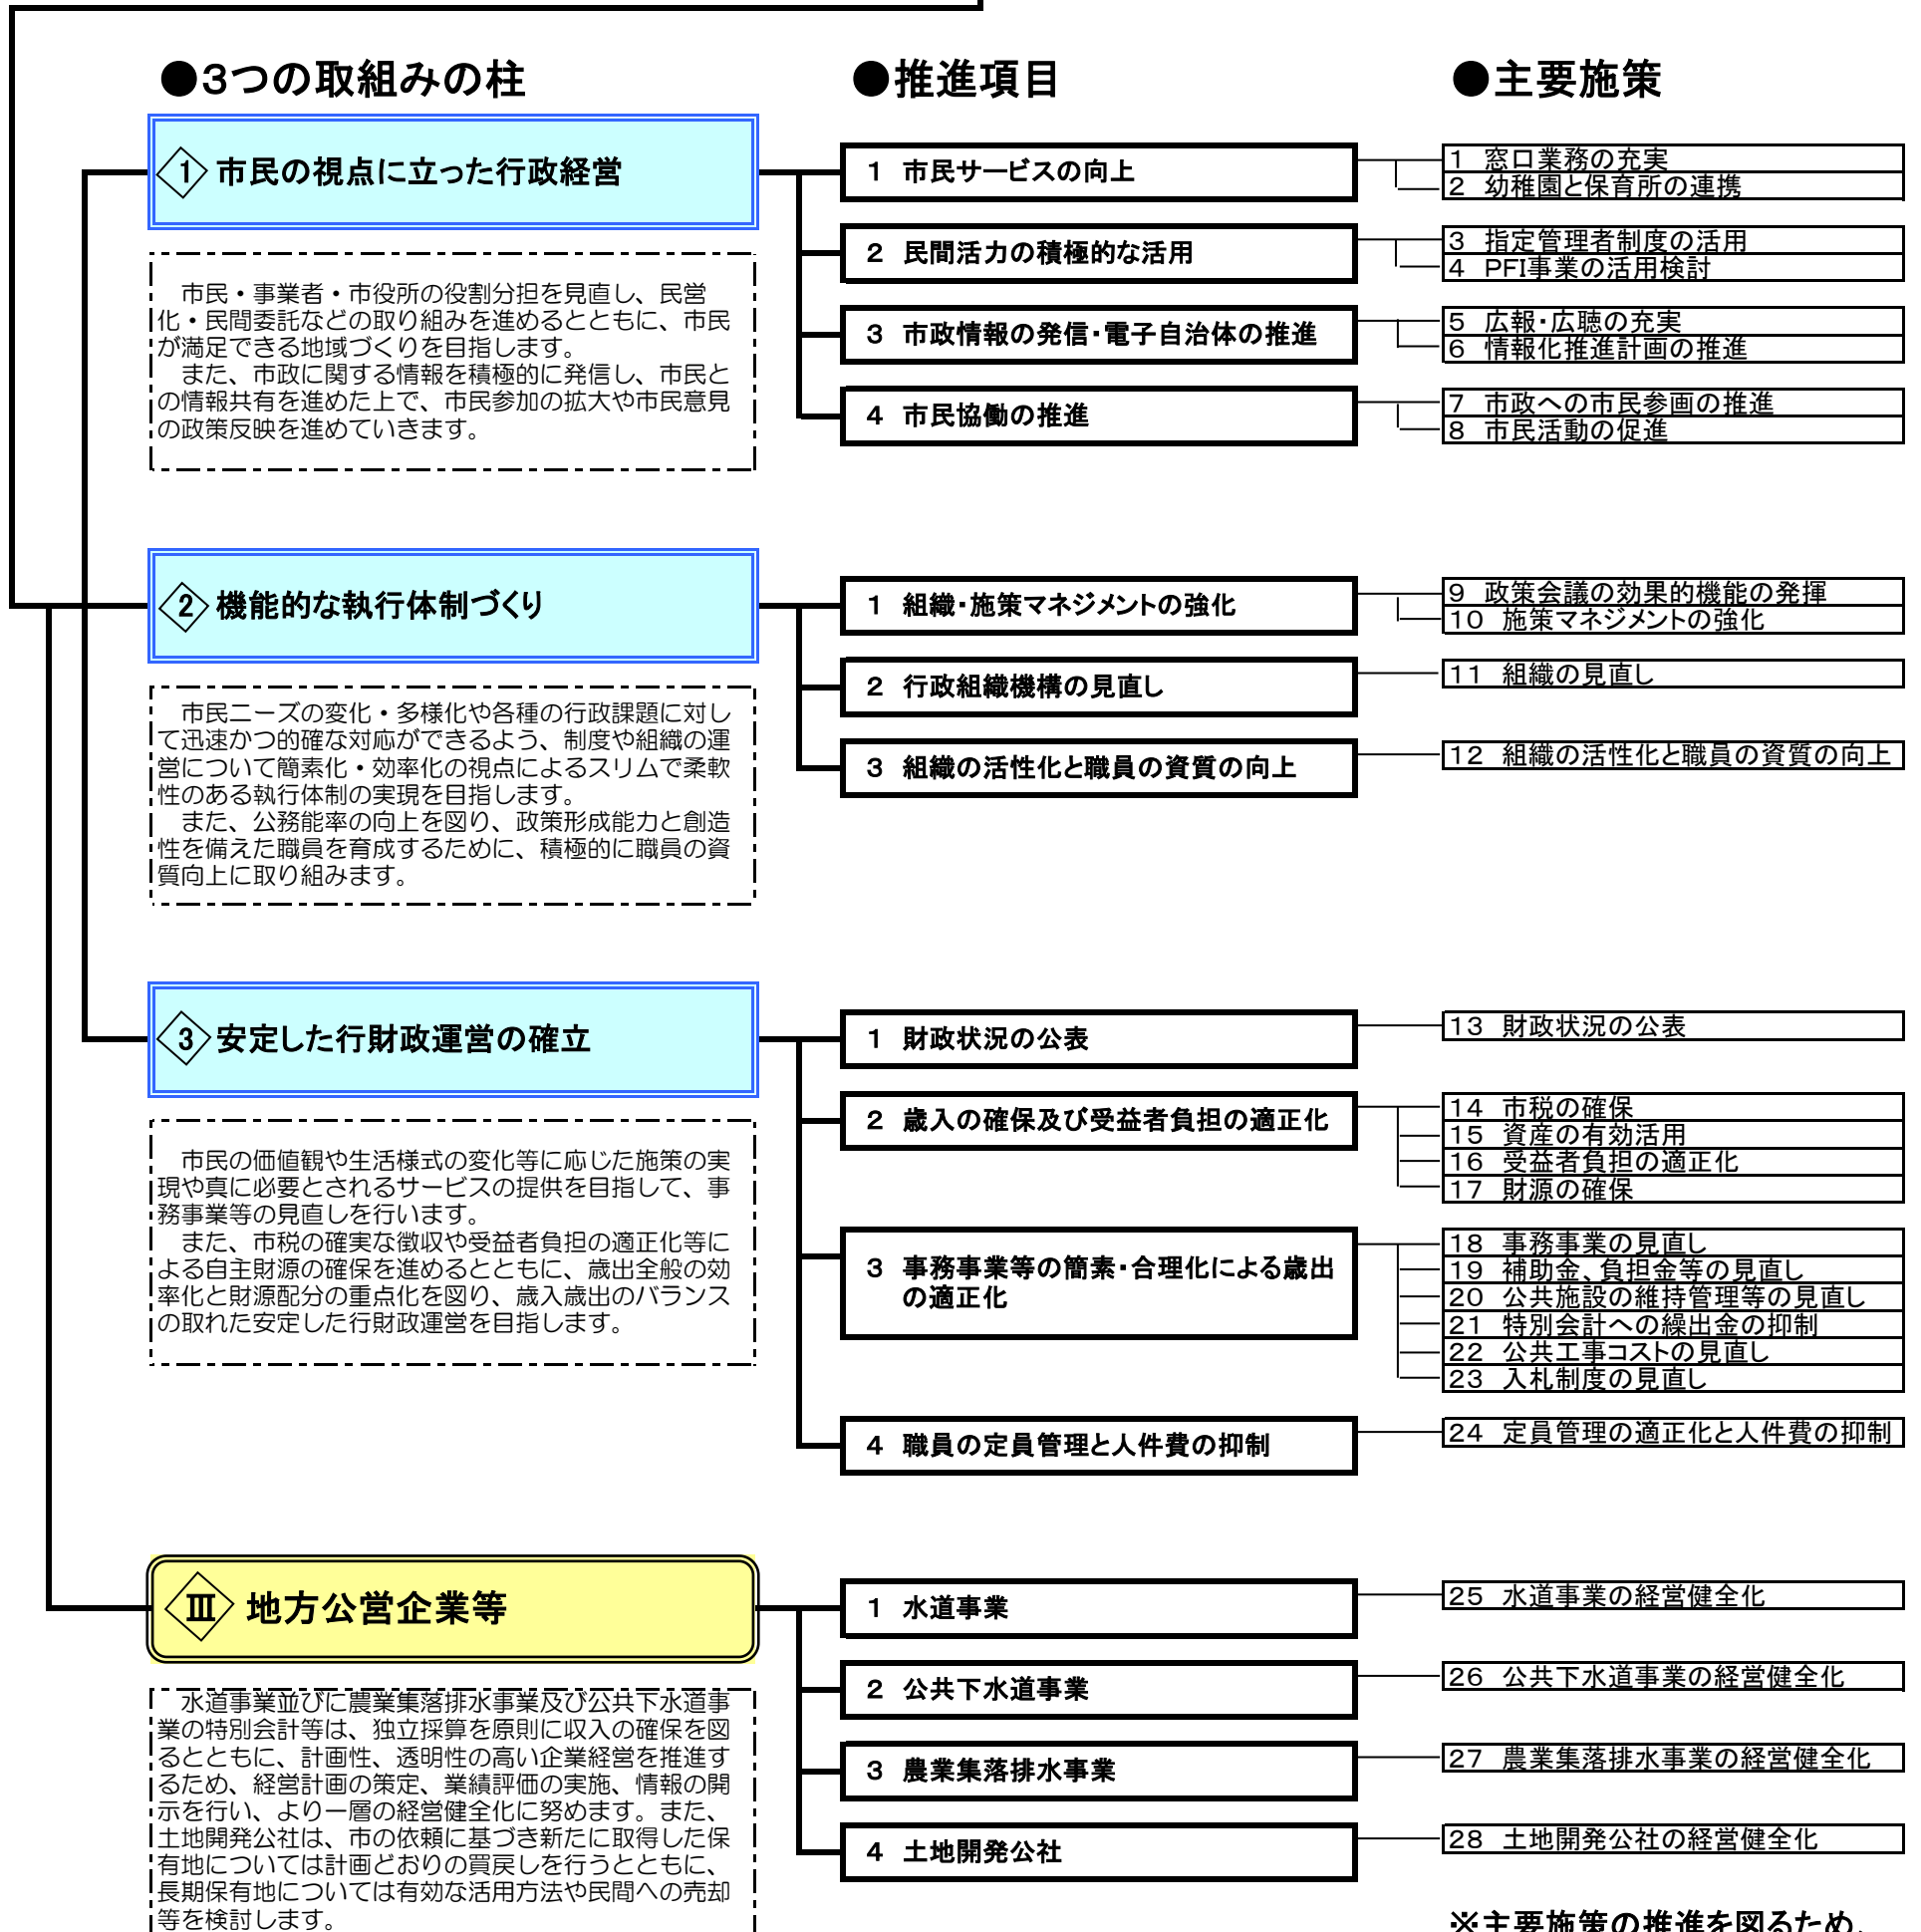 ●3つの取組みの柱
●推進項目
●主要施策
1 市民の視点に立った行政経営
市民・事業者・市役所の役割分担を見直し、民営
化・民間委託などの取り組みを進めるとともに、市民
が満足できる地域づくりを目指します。
また、市政に関する情報を積極的に発信し、市民と
の情報共有を進めた上で、市民参加の拡大や市民意見
の政策反映を進めていきます。
1 市民サービスの向上
1 窓口業務の充実
2 幼稚園と保育所の連携
2 民間活力の積極的な活用
3 指定管理者制度の活用
4 PFI事業の活用検討
3 市政情報の発信・電子自治体の推進
5 広報・広聴の充実
6 情報化推進計画の推進
4 市民協働の推進
7 市政への市民参画の推進
8 市民活動の促進
2 機能的な執行体制づくり
市民ニーズの変化・多様化や各種の行政課題に対し
て迅速かつ的確な対応ができるよう、制度や組織の運
営について簡素化・効率化の視点によるスリムで柔軟
性のある執行体制の実現を目指します。
また、公務能率の向上を図り、政策形成能力と創造
性を備えた職員を育成するために、積極的に職員の資
質向上に取り組みます。
1 組織・施策マネジメントの強化
9 政策会議の効果的機能の発揮
10 施策マネジメントの強化
2 行政組織機構の見直し
11 組織の見直し
3 組織の活性化と職員の資質の向上
12 組織の活性化と職員の資質の向上
3 安定した行財政運営の確立
市民の価値観や生活様式の変化等に応じた施策の実
現や真に必要とされるサービスの提供を目指して、事
務事業等の見直しを行います。
また、市税の確実な徴収や受益者負担の適正化等に
よる自主財源の確保を進めるとともに、歳出全般の効
率化と財源配分の重点化を図り、歳入歳出のバランス
の取れた安定した行財政運営を目指します。
1 財政状況の公表
13 財政状況の公表
2 歳入の確保及び受益者負担の適正化
14 市税の確保
15 資産の有効活用
16 受益者負担の適正化
17 財源の確保
3 事務事業等の簡素・合理化による歳出
の適正化
18 事務事業の見直し
19 補助金、負担金等の見直し
20 公共施設の維持管理等の見直し
21 特別会計への繰出金の抑制
22 公共工事コストの見直し
23 入札制度の見直し
4 職員の定員管理と人件費の抑制
24 定員管理の適正化と人件費の抑制
Ⅲ 地方公営企業等
水道事業並びに農業集落排水事業及び公共下水道事
業の特別会計等は、独立採算を原則に収入の確保を図
るとともに、計画性、透明性の高い企業経営を推進す
るため、経営計画の策定、業績評価の実施、情報の開
示を行い、より一層の経営健全化に努めます。また、
土地開発公社は、市の依頼に基づき新たに取得した保
有地については計画どおりの買戻しを行うとともに、
長期保有地については有効な活用方法や民間への売却
等を検討します。
1 水道事業
25 水道事業の経営健全化
2 公共下水道事業
26 公共下水道事業の経営健全化
3 農業集落排水事業
27 農業集落排水事業の経営健全化
4 土地開発公社
28 土地開発公社の経営健全化
※主要施策の推進を図るため、